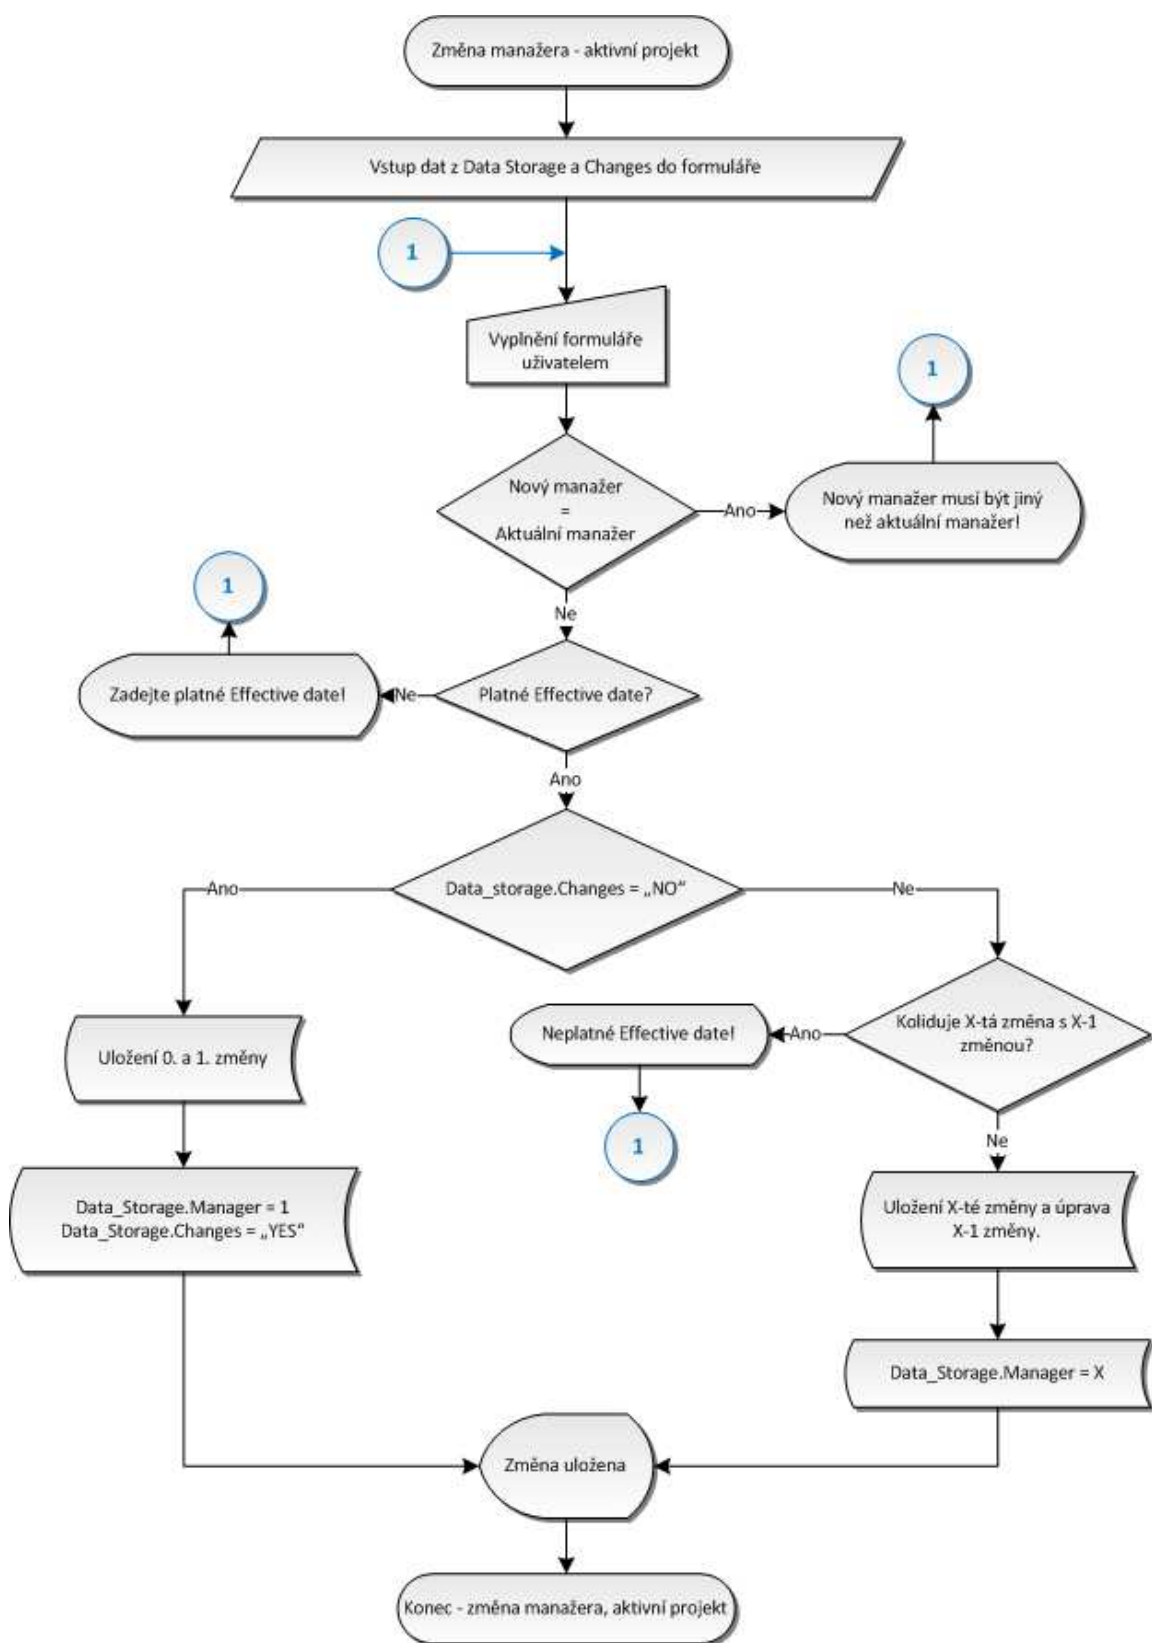 Změna manažera - aktivní projekt
Vstup dat z Data Storage a Changes do formuláře
1
Vyplnění formuláře
uživatelem
1
Nový manažer
=
Aktuální manažer
Ano
Nový manažer musí být jiný
než aktuální manažer!
1
Ne
Zadejte platné Effective date!
Ne
Platné Effective date?
Ano
Ano
Data_storage.Changes = „NO“
Ne
Uložení 0. a 1. změny
Neplatné Effective date!
Ano
Koliduje X-tá změna s X-1
změnou?
1
Ne
Data_Storage.Manager = 1
Data_Storage.Changes = „YES“
Uložení X-té změny a úprava
X-1 změny.
Data_Storage.Manager = X
Změna uložena
Konec - změna manažera, aktivní projekt